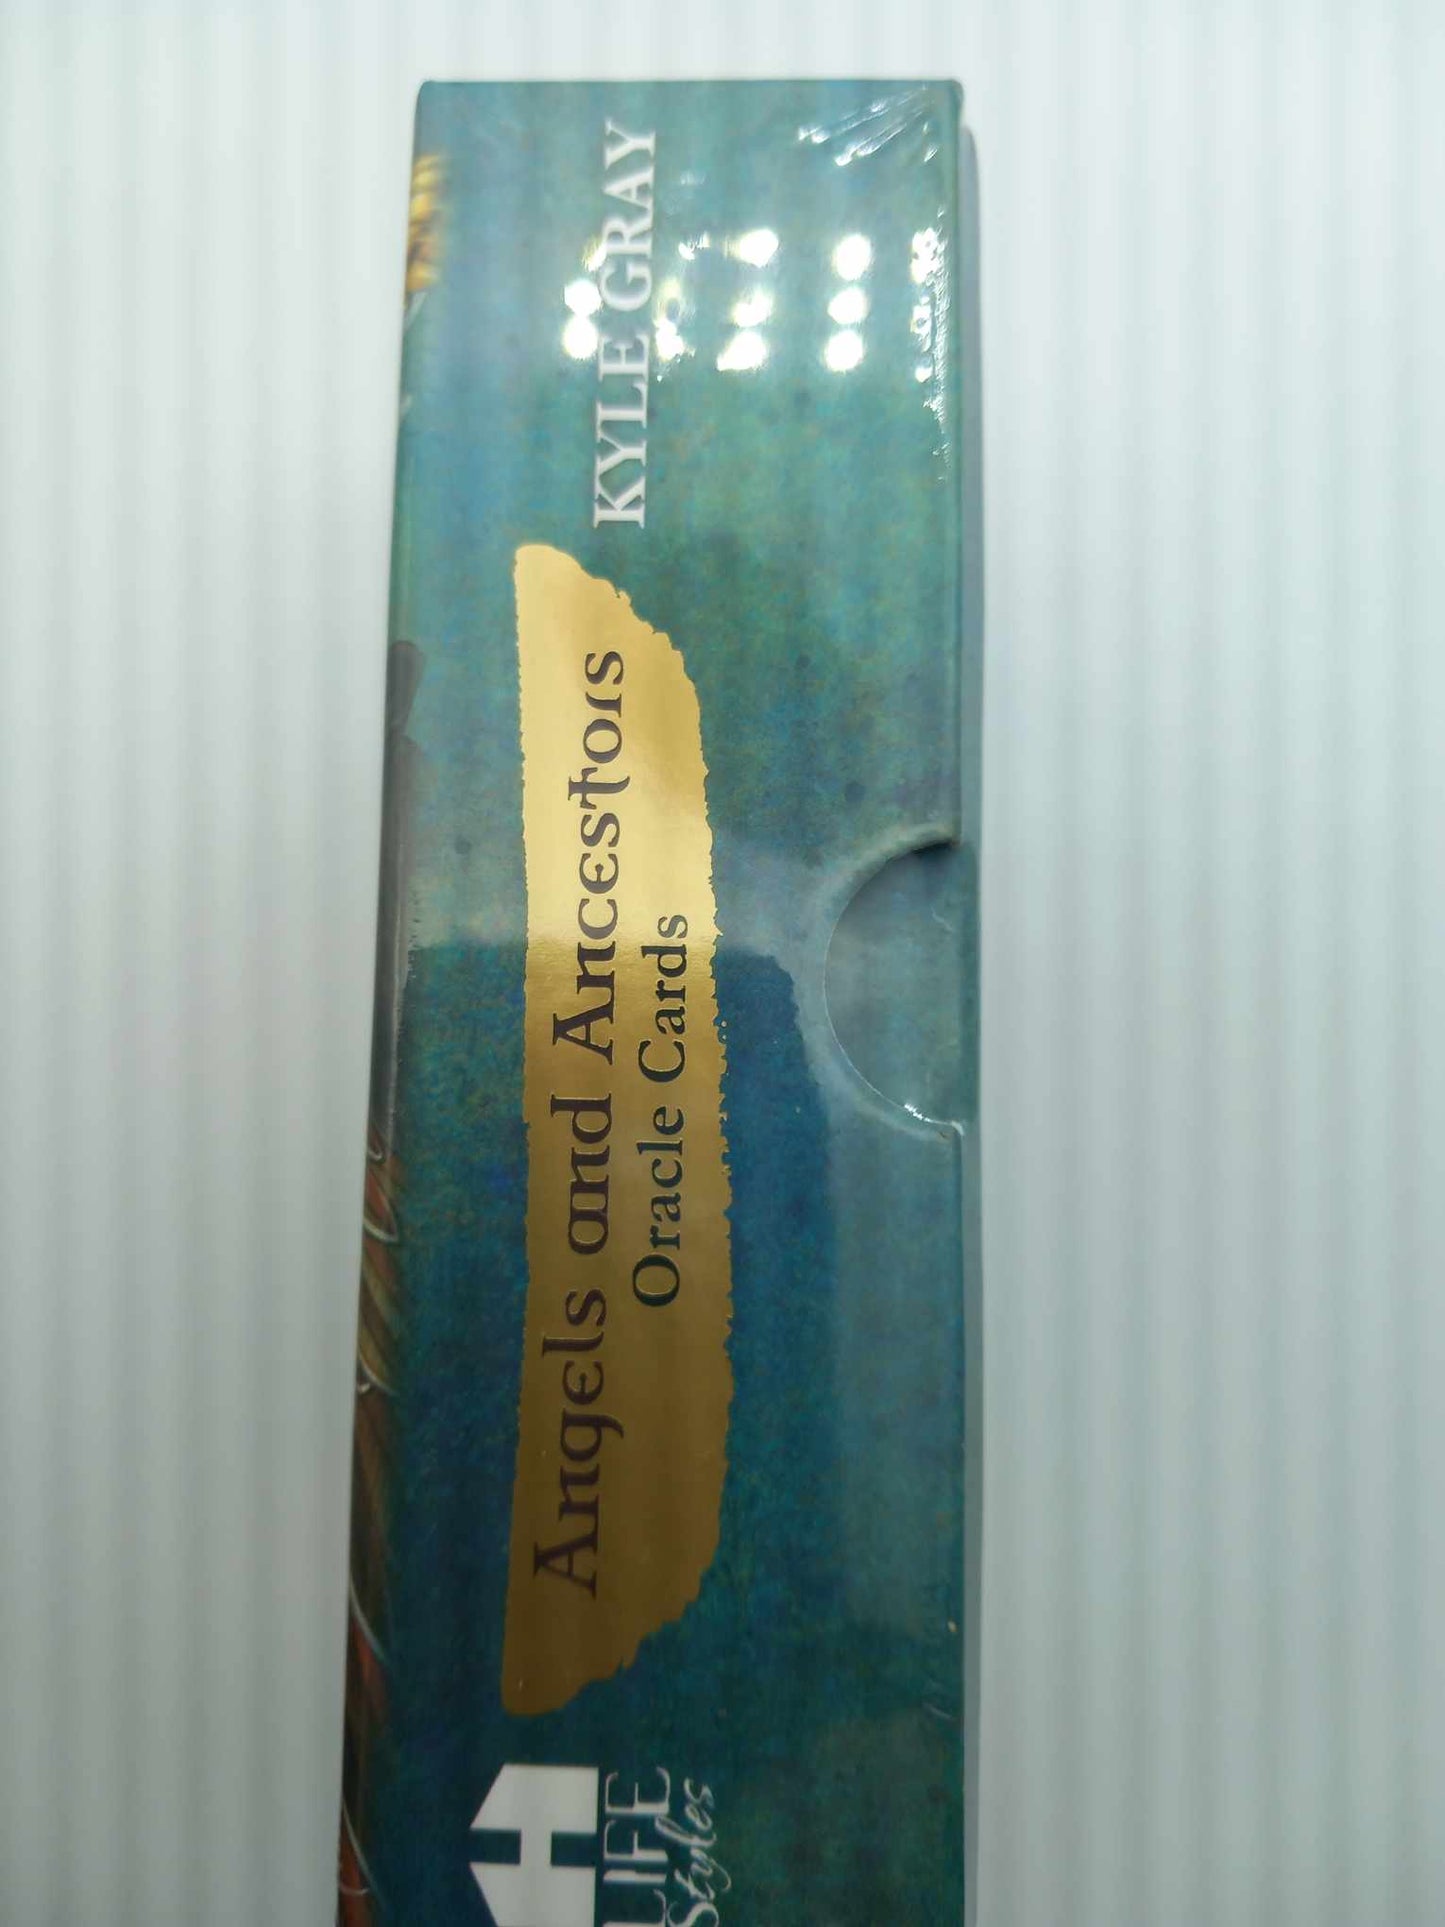 LIFE
Styles
Angels and Ancestors
Oracle Cards
KYLE GRAY